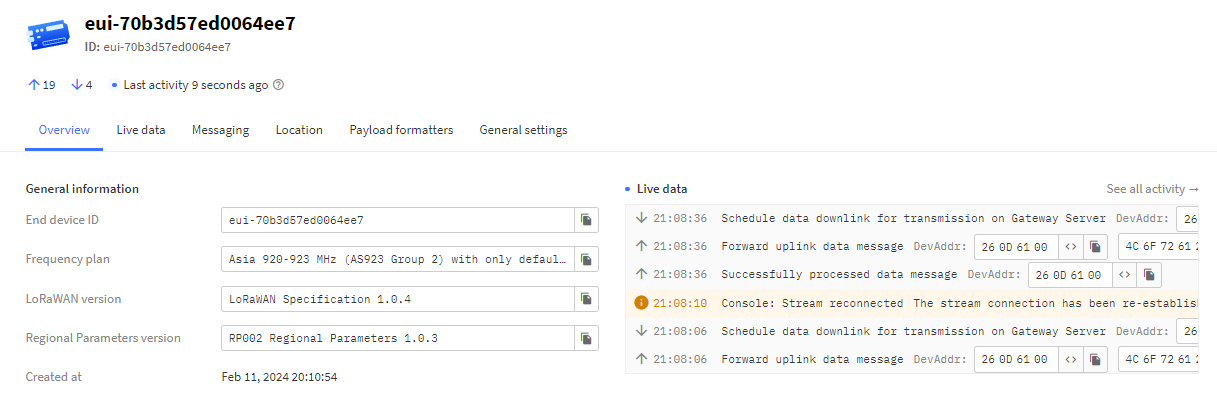 eui-70b3d57ed0064ee7
ID: eui-70b3d57ed0064ee7
19 4 Last activity 9 seconds ago
Overview Live data Messaging Location Payload formatters General settings
General information
End device ID eui-70b3d57ed0064ee7
Frequency plan Asia 920-923 MHz (AS923 Group 2) with only defaul…
LoRaWAN version LoRaWAN Specification 1.0.4
Regional Parameters version RP002 Regional Parameters 1.0.3
Created at Feb 11, 2024 20:10:54
Live data See all activity →
21:08:36 Schedule data downlink for transmission on Gateway Server DevAddr: 26
21:08:36 Forward uplink data message DevAddr: 26 0D 61 00 <> 4C 6F 72 61 2
21:08:36 Successfully processed data message DevAddr: 26 0D 61 00 <>
21:08:10 Console: Stream reconnected The stream connection has been re-establis
21:08:06 Schedule data downlink for transmission on Gateway Server DevAddr: 26
21:08:06 Forward uplink data message DevAddr: 26 0D 61 00 <> 4C 6F 72 61 2